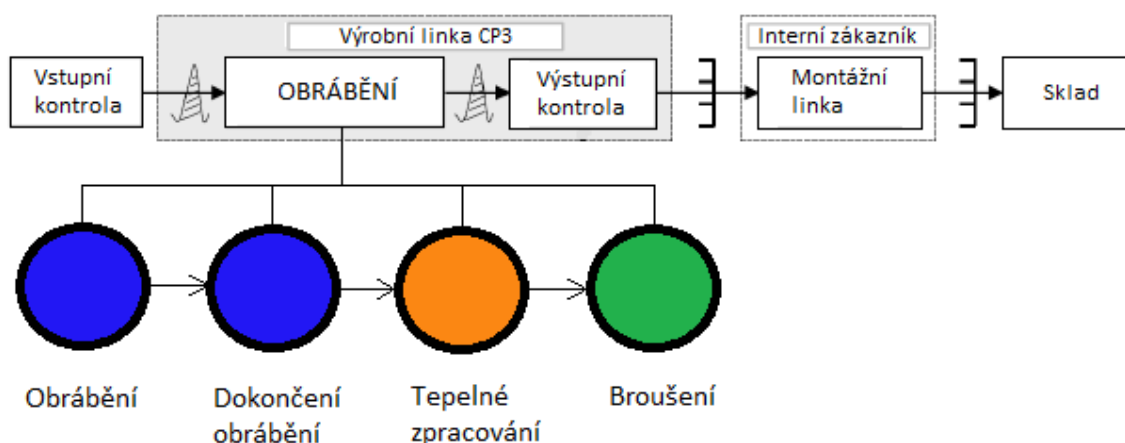 Výrobní linka CP3
Interní zákazník
Vstupní
kontrola
OBRÁBĚNÍ
Výstupní
kontrola
Montážní
linka
Sklad
Obrábění
Dokončení
obrábění
Tepelné
zpracování
Broušení